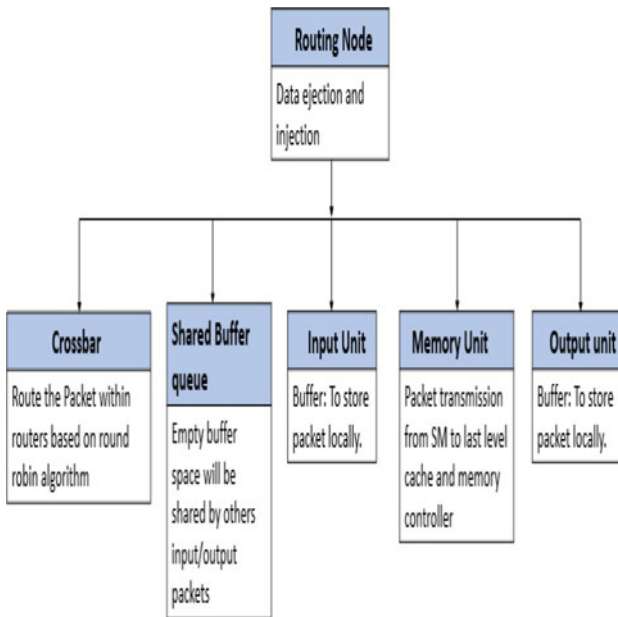 Routing Node
Data ejection and
injection
Crossbar
Route the Packet within
routers based on round
robin algorithm
Shared Buffer
queue
Empty buffer
space will be
shared by others
input/output
packets
Input Unit
Buffer: To store
packet locally.
Memory Unit
Packet transmission
from SM to last level
cache and memory
controller
Output unit
Buffer: To store
packet locally.